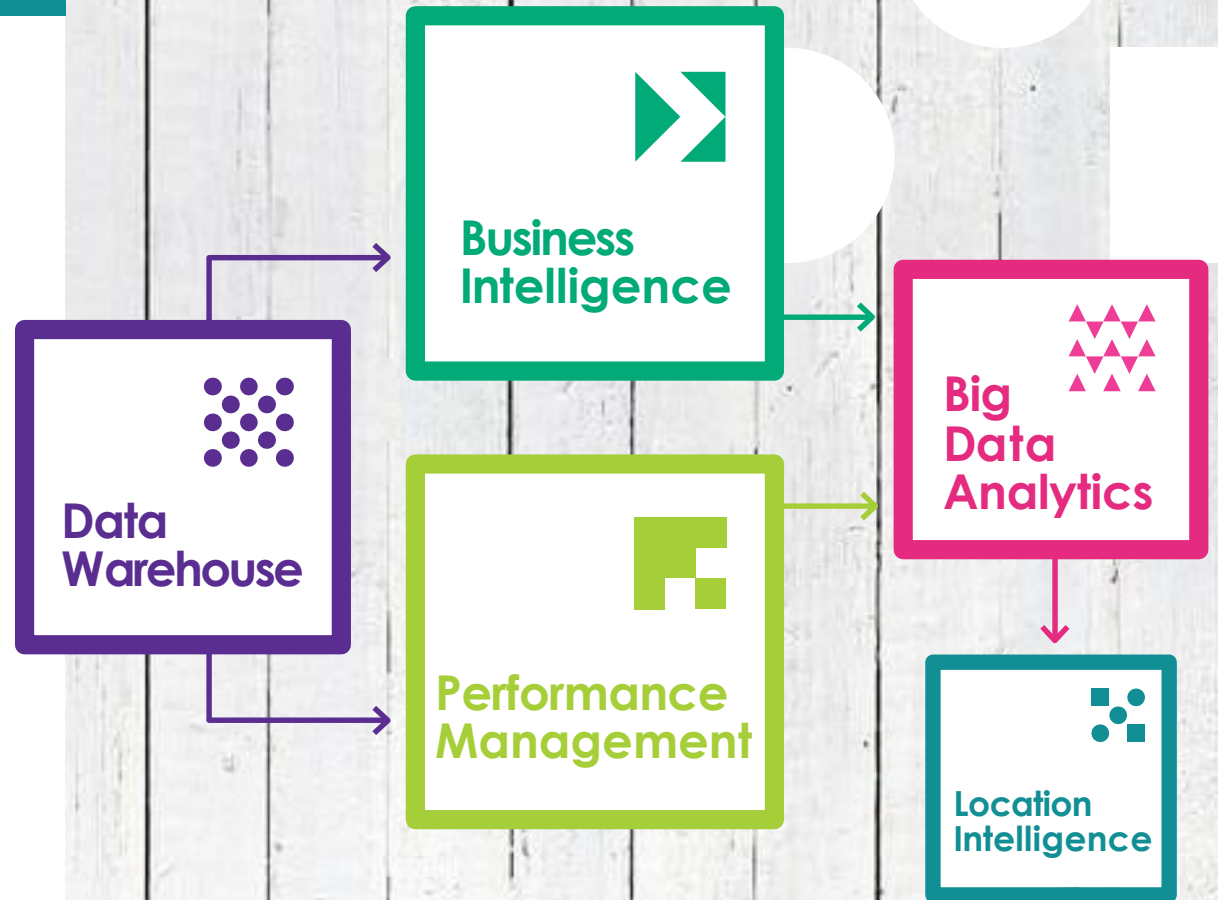 Business
Intelligence
Data
Warehouse
Performance
Management
Big
Data
Analytics
Location
Intelligence